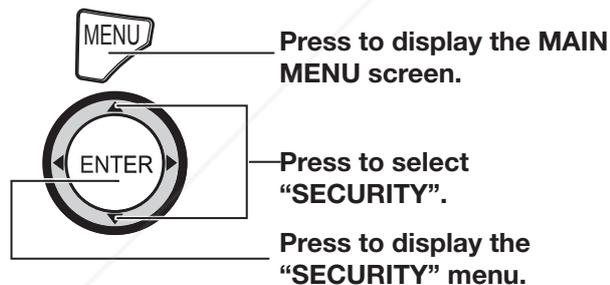 MENU
Press to display the MAIN
MENU screen.
ENTER
Press to select
“SECURITY”.
Press to display the
“SECURITY” menu.